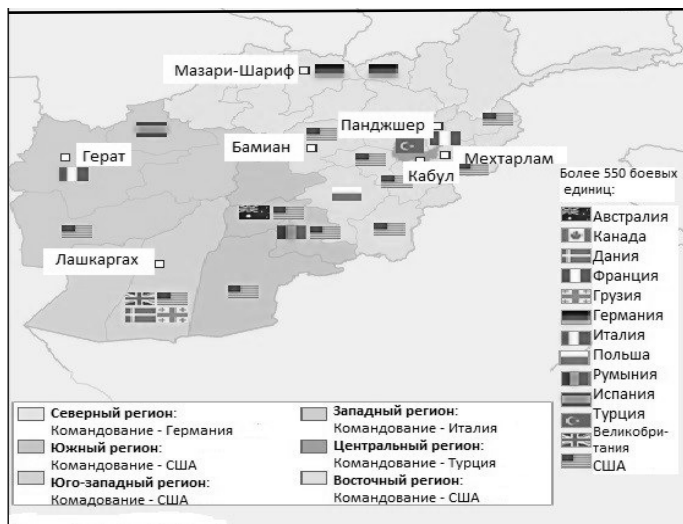 Мазари-Шариф
Панджшер
Бамиан
Герат
Мехтарлам
Кабул
Лашкаргах
Более 550 боевых
единиц:
Австралия
Канада
Дания
Франция
Грузия
Германия
Италия
Польша
Румыния
Испания
Турция
Великобри-
тания
США
Северный регион:
Командование - Германия
Южный регион:
Командование - США
Юго-западный регион:
Комадование - США
Западный регион:
Командование - Италия
Центральный регион:
Командование - Турция
Восточный регион:
Командование - США